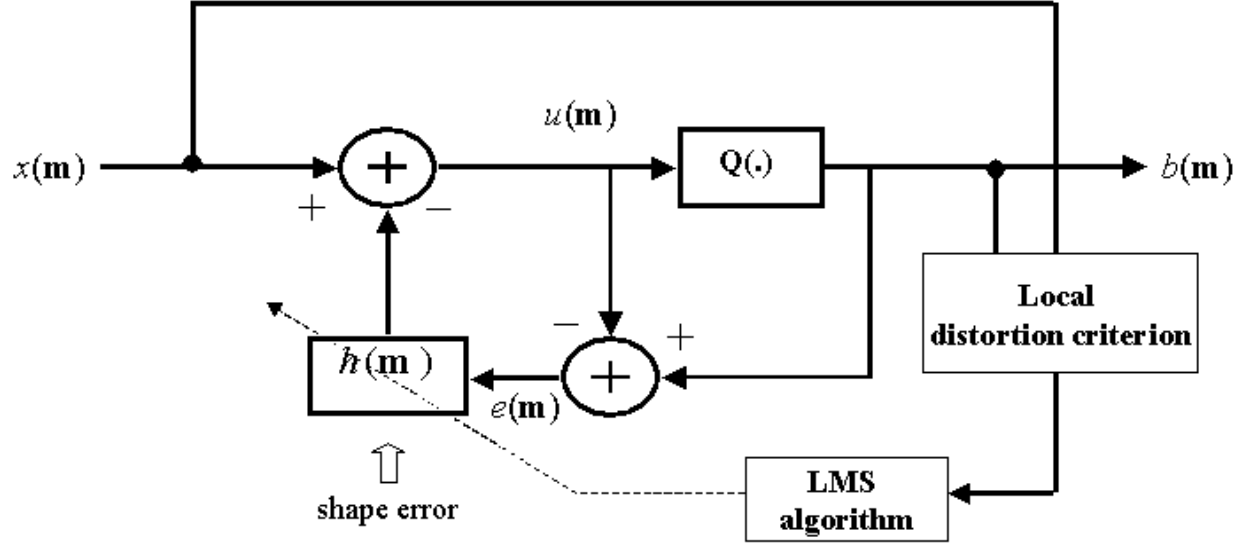 u(m)
x(m)
+
Q(.)
b(m)
+
−
Local
distortion criterion
−
+
h(m)
+
e(m)
shape error
LMS
algorithm